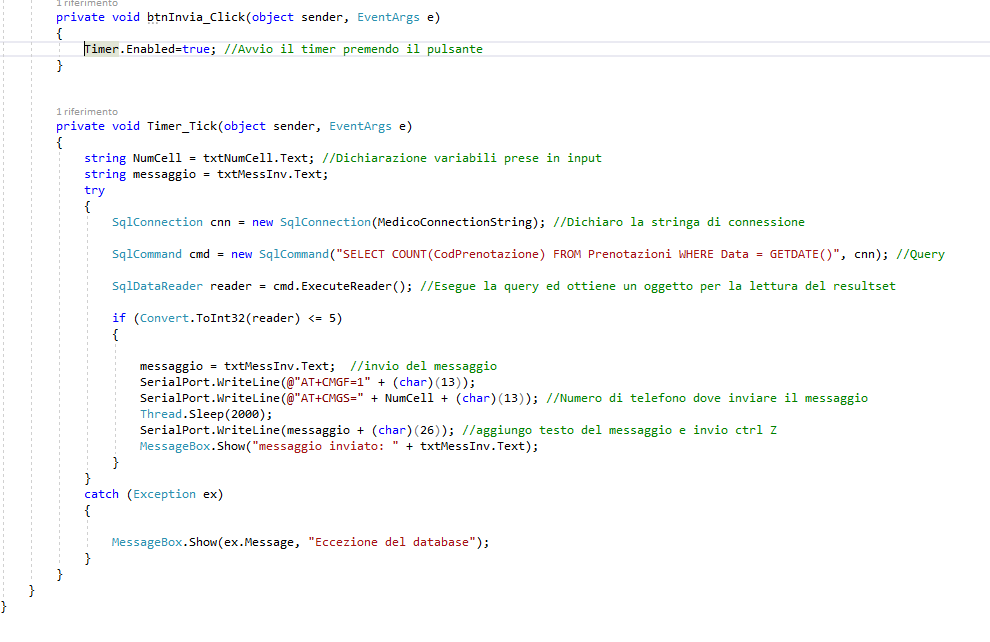 1 riferimento
private void btnInvia_Click(object sender, EventArgs e)
{
Timer.Enabled=true; //Avvio il timer premendo il pulsante
}
1 riferimento
private void Timer_Tick(object sender, EventArgs e)
{
string NumCell = txtNumCell.Text; //Dichiarazione variabili prese in input
string messaggio = txtMessInv.Text;
try
{
SqlConnection cnn = new SqlConnection(MedicoConnectionString); //Dichiaro la stringa di connessione
SqlCommand cmd = new SqlCommand("SELECT COUNT(CodPrenotazione) FROM Prenotazioni WHERE Data = GETDATE()", cnn); //Query
SqlDataReader reader = cmd.ExecuteReader(); //Esegue la query ed ottiene un oggetto per la lettura del resultset
if (Convert.ToInt32(reader) <= 5)
{
messaggio = txtMessInv.Text;  //invio del messaggio
SerialPort.WriteLine(@"AT+CMGF=1" + (char)(13));
SerialPort.WriteLine(@"AT+CMGS=" + NumCell + (char)(13)); //Numero di telefono dove inviare il messaggio
Thread.Sleep(2000);
SerialPort.WriteLine(messaggio + (char)(26)); //aggiungo testo del messaggio e invio ctrl Z
MessageBox.Show("messaggio inviato: " + txtMessInv.Text);
}
}
catch (Exception ex)
{
MessageBox.Show(ex.Message, "Eccezione del database");
}
}
}
}